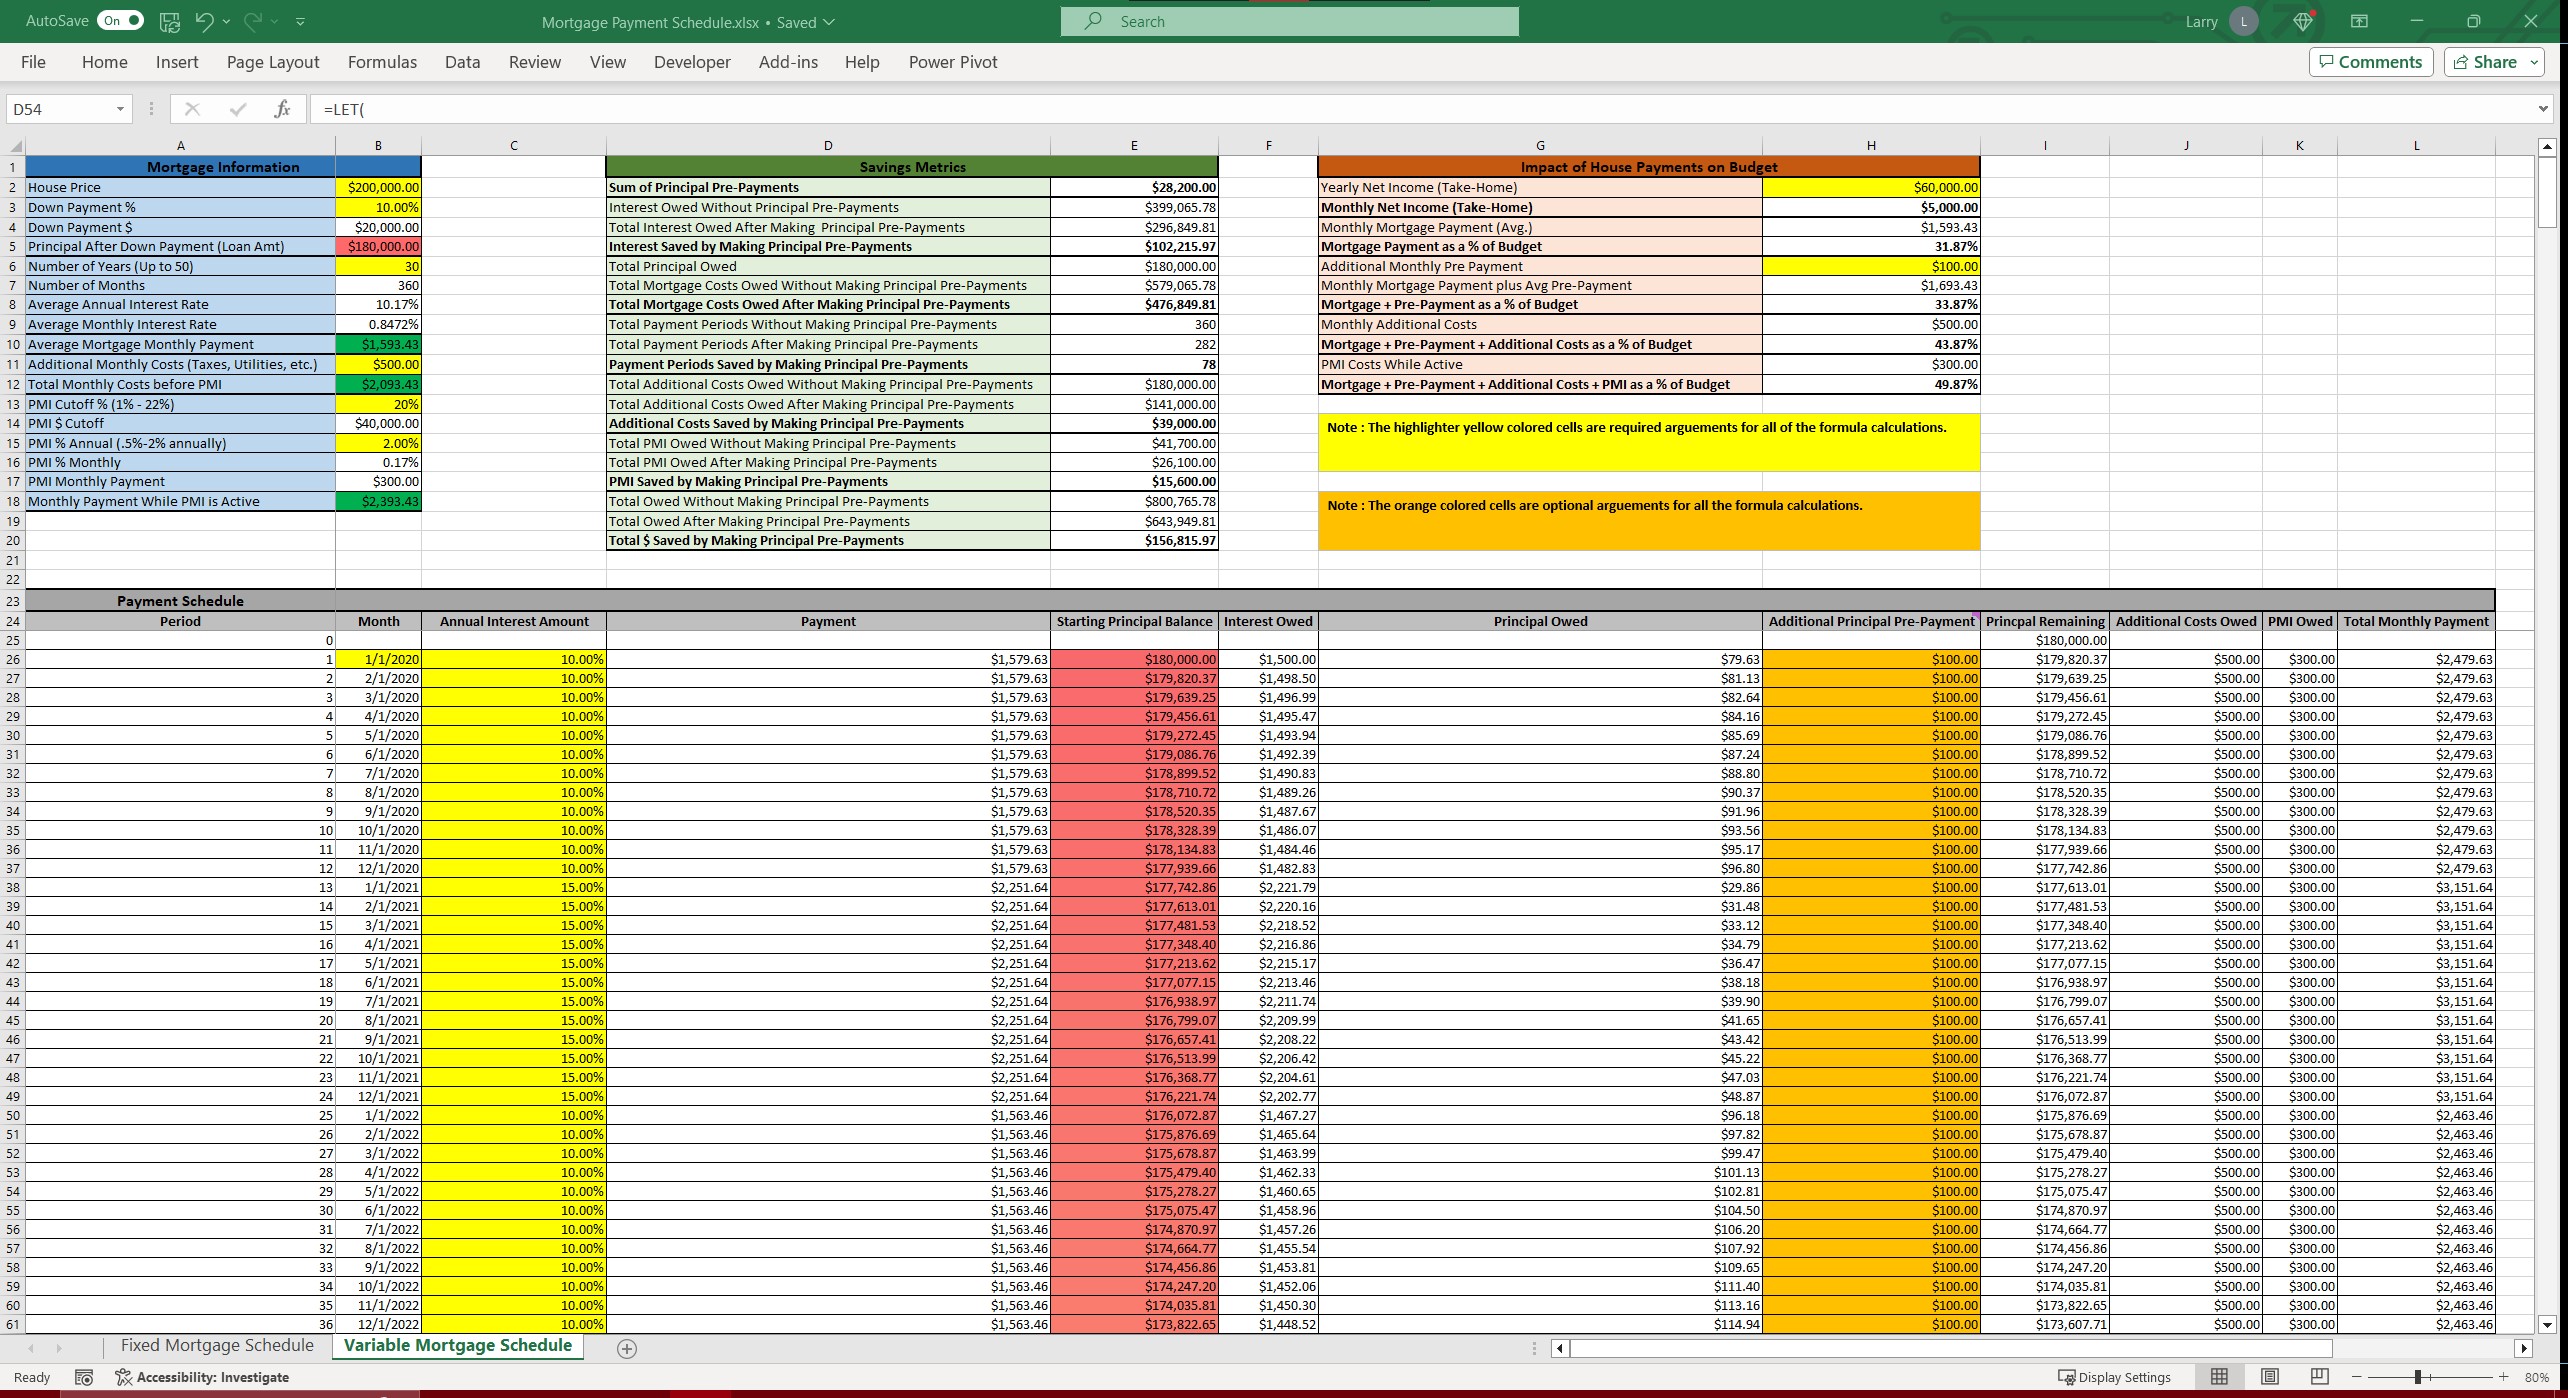 AutoSave On Mortgage Payment Schedule.xlsx • Saved Search Larry L
File Home Insert Page Layout Formulas Data Review View Developer Add-ins Help Power Pivot Comments Share
D54 fx =LET(
A B C D E F G H I J K L
1 Mortgage Information Savings Metrics Impact of House Payments on Budget
2 House Price $200,000.00 Sum of Principal Pre-Payments $28,200.00 Yearly Net Income (Take-Home) $60,000.00
3 Down Payment % 10.00% Interest Owed Without Principal Pre-Payments $399,065.78 Monthly Net Income (Take-Home) $5,000.00
4 Down Payment $ $20,000.00 Total Interest Owed After Making Principal Pre-Payments $296,849.81 Monthly Mortgage Payment (Avg.) $1,593.43
5 Principal After Down Payment (Loan Amt) $180,000.00 Interest Saved by Making Principal Pre-Payments $102,215.97 Mortgage Payment as a % of Budget 31.87%
6 Number of Years (Up to 50) 30 Total Principal Owed $180,000.00 Additional Monthly Pre Payment $100.00
7 Number of Months 360 Total Mortgage Costs Owed Without Making Principal Pre-Payments $579,065.78 Monthly Mortgage Payment plus Avg Pre-Payment $1,693.43
8 Average Annual Interest Rate 10.17% Total Mortgage Costs Owed After Making Principal Pre-Payments $476,849.81 Mortgage + Pre-Payment as a % of Budget 33.87%
9 Average Monthly Interest Rate 0.8472% Total Payment Periods Without Making Principal Pre-Payments 360 Monthly Additional Costs $500.00
10 Average Mortgage Monthly Payment $1,593.43 Total Payment Periods After Making Principal Pre-Payments 282 Mortgage + Pre-Payment + Additional Costs as a % of Budget 43.87%
11 Additional Monthly Costs (Taxes, Utilities, etc.) $500.00 Payment Periods Saved by Making Principal Pre-Payments 78 PMI Costs While Active $300.00
12 Total Monthly Costs before PMI $2,093.43 Total Additional Costs Owed Without Making Principal Pre-Payments $180,000.00 Mortgage + Pre-Payment + Additional Costs + PMI as a % of Budget 49.87%
13 PMI Cutoff % (1% - 22%) 20% Total Additional Costs Owed After Making Principal Pre-Payments $141,000.00
14 PMI $ Cutoff $40,000.00 Additional Costs Saved by Making Principal Pre-Payments $39,000.00 Note : The highlighter yellow colored cells are required arguements for all of the formula calculations.
15 PMI % Annual (.5%-2% annually) 2.00% Total PMI Owed Without Making Principal Pre-Payments $41,700.00
16 PMI % Monthly 0.17% Total PMI Owed After Making Principal Pre-Payments $26,100.00
17 PMI Monthly Payment $300.00 PMI Saved by Making Principal Pre-Payments $15,600.00
18 Monthly Payment While PMI is Active $2,393.43 Total Owed Without Making Principal Pre-Payments $800,765.78 Note : The orange colored cells are optional arguements for all the formula calculations.
19 Total Owed After Making Principal Pre-Payments $643,949.81
20 Total $ Saved by Making Principal Pre-Payments $156,815.97
21
22
23 Payment Schedule
24 Period Month Annual Interest Amount Payment Starting Principal Balance Interest Owed Principal Owed Additional Principal Pre-Payment Princpal Remaining Additional Costs Owed PMI Owed Total Monthly Payment
25 0 $180,000.00
26 1 1/1/2020 10.00% $1,579.63 $180,000.00 $1,500.00 $79.63 $100.00 $179,820.37 $500.00 $300.00 $2,479.63
27 2 2/1/2020 10.00% $1,579.63 $179,820.37 $1,498.50 $81.13 $100.00 $179,639.25 $500.00 $300.00 $2,479.63
28 3 3/1/2020 10.00% $1,579.63 $179,639.25 $1,496.99 $82.64 $100.00 $179,456.61 $500.00 $300.00 $2,479.63
29 4 4/1/2020 10.00% $1,579.63 $179,456.61 $1,495.47 $84.16 $100.00 $179,272.45 $500.00 $300.00 $2,479.63
30 5 5/1/2020 10.00% $1,579.63 $179,272.45 $1,493.94 $85.69 $100.00 $179,086.76 $500.00 $300.00 $2,479.63
31 6 6/1/2020 10.00% $1,579.63 $179,086.76 $1,492.39 $87.24 $100.00 $178,899.52 $500.00 $300.00 $2,479.63
32 7 7/1/2020 10.00% $1,579.63 $178,899.52 $1,490.83 $88.80 $100.00 $178,710.72 $500.00 $300.00 $2,479.63
33 8 8/1/2020 10.00% $1,579.63 $178,710.72 $1,489.26 $90.37 $100.00 $178,520.35 $500.00 $300.00 $2,479.63
34 9 9/1/2020 10.00% $1,579.63 $178,520.35 $1,487.67 $91.96 $100.00 $178,328.39 $500.00 $300.00 $2,479.63
35 10 10/1/2020 10.00% $1,579.63 $178,328.39 $1,486.07 $93.56 $100.00 $178,134.83 $500.00 $300.00 $2,479.63
36 11 11/1/2020 10.00% $1,579.63 $178,134.83 $1,484.46 $95.17 $100.00 $177,939.66 $500.00 $300.00 $2,479.63
37 12 12/1/2020 10.00% $1,579.63 $177,939.66 $1,482.83 $96.80 $100.00 $177,742.86 $500.00 $300.00 $2,479.63
38 13 1/1/2021 15.00% $2,251.64 $177,742.86 $2,221.79 $29.86 $100.00 $177,613.01 $500.00 $300.00 $3,151.64
39 14 2/1/2021 15.00% $2,251.64 $177,613.01 $2,220.16 $31.48 $100.00 $177,481.53 $500.00 $300.00 $3,151.64
40 15 3/1/2021 15.00% $2,251.64 $177,481.53 $2,218.52 $33.12 $100.00 $177,348.40 $500.00 $300.00 $3,151.64
41 16 4/1/2021 15.00% $2,251.64 $177,348.40 $2,216.86 $34.79 $100.00 $177,213.62 $500.00 $300.00 $3,151.64
42 17 5/1/2021 15.00% $2,251.64 $177,213.62 $2,215.17 $36.47 $100.00 $177,077.15 $500.00 $300.00 $3,151.64
43 18 6/1/2021 15.00% $2,251.64 $177,077.15 $2,213.46 $38.18 $100.00 $176,938.97 $500.00 $300.00 $3,151.64
44 19 7/1/2021 15.00% $2,251.64 $176,938.97 $2,211.74 $39.90 $100.00 $176,799.07 $500.00 $300.00 $3,151.64
45 20 8/1/2021 15.00% $2,251.64 $176,799.07 $2,209.99 $41.65 $100.00 $176,657.41 $500.00 $300.00 $3,151.64
46 21 9/1/2021 15.00% $2,251.64 $176,657.41 $2,208.22 $43.42 $100.00 $176,513.99 $500.00 $300.00 $3,151.64
47 22 10/1/2021 15.00% $2,251.64 $176,513.99 $2,206.42 $45.22 $100.00 $176,368.77 $500.00 $300.00 $3,151.64
48 23 11/1/2021 15.00% $2,251.64 $176,368.77 $2,204.61 $47.03 $100.00 $176,221.74 $500.00 $300.00 $3,151.64
49 24 12/1/2021 15.00% $2,251.64 $176,221.74 $2,202.77 $48.87 $100.00 $176,072.87 $500.00 $300.00 $3,151.64
50 25 1/1/2022 10.00% $1,563.46 $176,072.87 $1,467.27 $96.18 $100.00 $175,876.69 $500.00 $300.00 $2,463.46
51 26 2/1/2022 10.00% $1,563.46 $175,876.69 $1,465.64 $97.82 $100.00 $175,678.87 $500.00 $300.00 $2,463.46
52 27 3/1/2022 10.00% $1,563.46 $175,678.87 $1,463.99 $99.47 $100.00 $175,479.40 $500.00 $300.00 $2,463.46
53 28 4/1/2022 10.00% $1,563.46 $175,479.40 $1,462.33 $101.13 $100.00 $175,278.27 $500.00 $300.00 $2,463.46
54 29 5/1/2022 10.00% $1,563.46 $175,278.27 $1,460.65 $102.81 $100.00 $175,075.47 $500.00 $300.00 $2,463.46
55 30 6/1/2022 10.00% $1,563.46 $175,075.47 $1,458.96 $104.50 $100.00 $174,870.97 $500.00 $300.00 $2,463.46
56 31 7/1/2022 10.00% $1,563.46 $174,870.97 $1,457.26 $106.20 $100.00 $174,664.77 $500.00 $300.00 $2,463.46
57 32 8/1/2022 10.00% $1,563.46 $174,664.77 $1,455.54 $107.92 $100.00 $174,456.86 $500.00 $300.00 $2,463.46
58 33 9/1/2022 10.00% $1,563.46 $174,456.86 $1,453.81 $109.65 $100.00 $174,247.20 $500.00 $300.00 $2,463.46
59 34 10/1/2022 10.00% $1,563.46 $174,247.20 $1,452.06 $111.40 $100.00 $174,035.81 $500.00 $300.00 $2,463.46
60 35 11/1/2022 10.00% $1,563.46 $174,035.81 $1,450.30 $113.16 $100.00 $173,822.65 $500.00 $300.00 $2,463.46
61 36 12/1/2022 10.00% $1,563.46 $173,822.65 $1,448.52 $114.94 $100.00 $173,607.71 $500.00 $300.00 $2,463.46
Fixed Mortgage Schedule Variable Mortgage Schedule
Ready Accessibility: Investigate Display Settings 80%